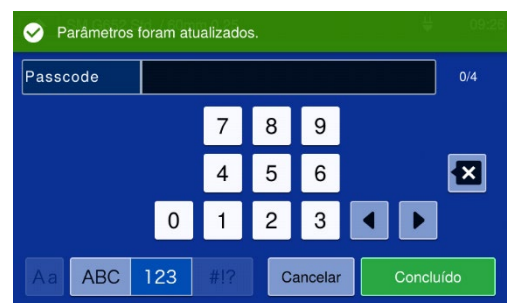 Parâmetros foram atualizados.
09:26
Passcode
0/4
7 8 9
4 5 6
0 1 2 3
Aa ABC 123 #!? Cancelar Concluído